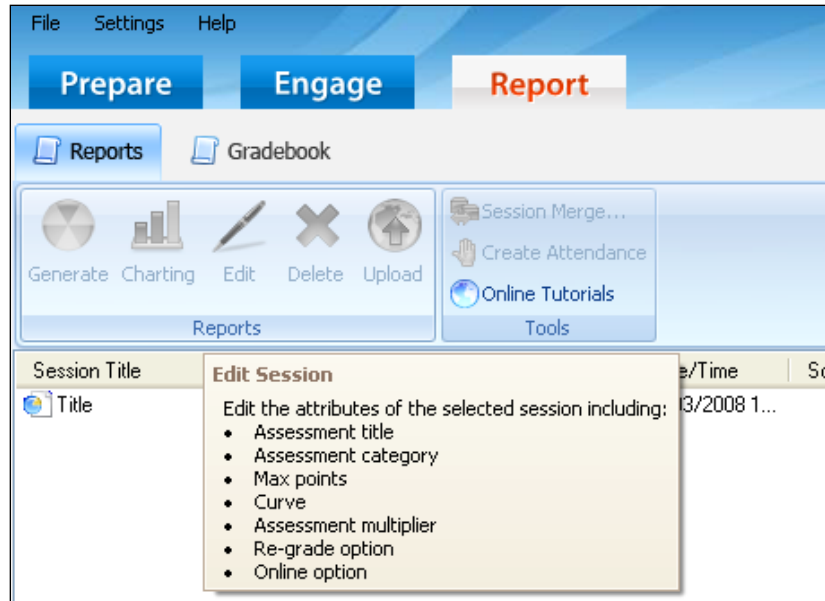 File Settings Help
Prepare Engage Report
Reports Gradebook
Generate Charting Edit Delete Upload
Session Merge...
Create Attendance
Online Tutorials
Reports Tools
Session Title e/Time Sc
Title 03/2008 1...
Edit Session
Edit the attributes of the selected session including:
• Assessment title
• Assessment category
• Max points
• Curve
• Assessment multiplier
• Re-grade option
• Online option